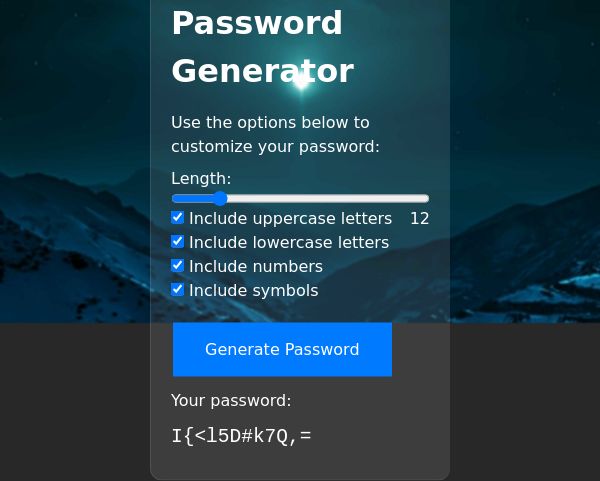 Password
Generator
Use the options below to
customize your password:
Length:
Include uppercase letters 12
Include lowercase letters
Include numbers
Include symbols
Generate Password
Your password:
I{<l5D#k7Q,=